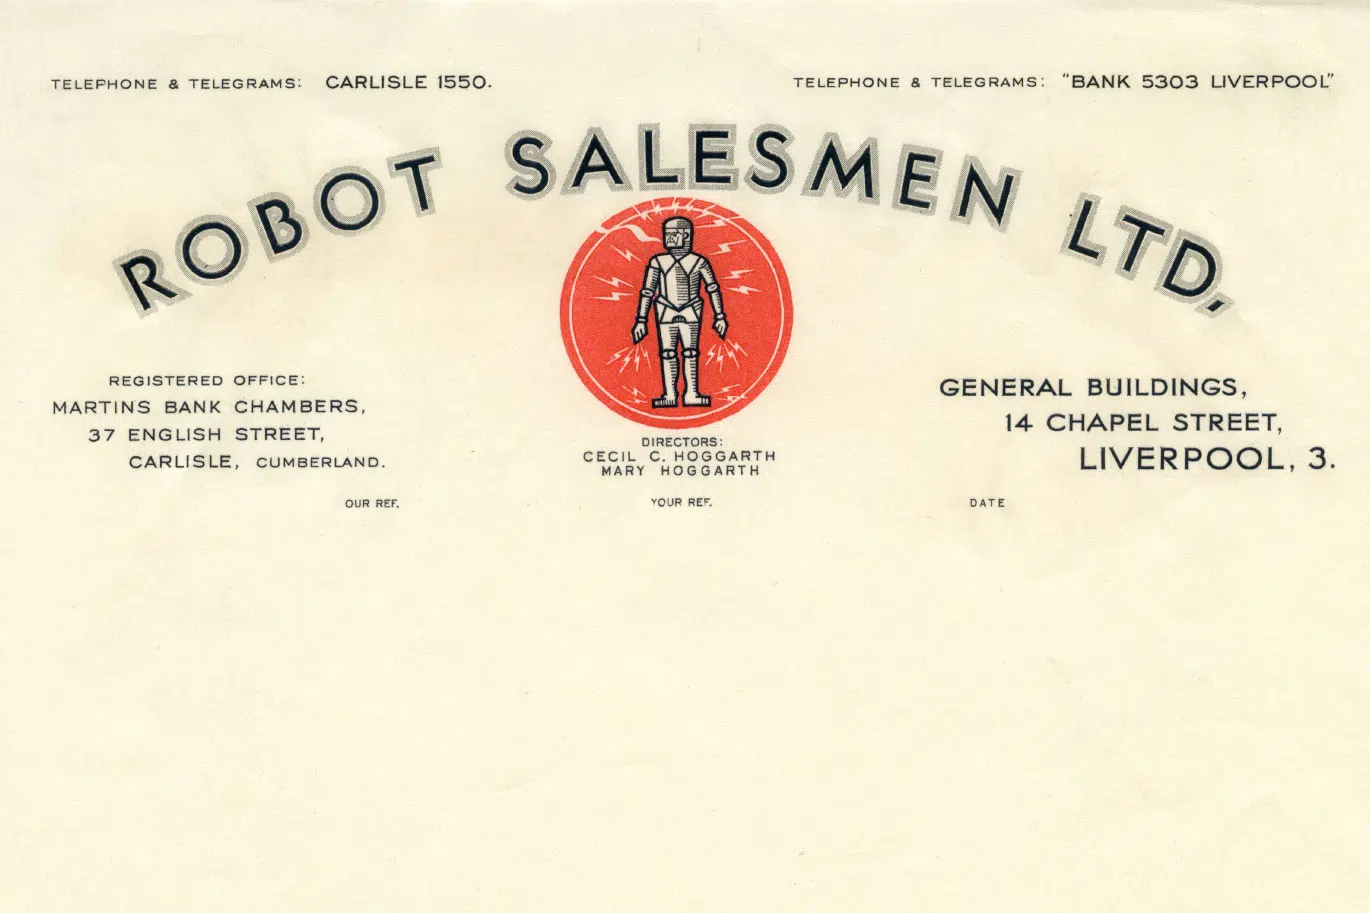 TELEPHONE & TELEGRAMS: CARLISLE 1550.
TELEPHONE & TELEGRAMS: "BANK 5303 LIVERPOOL"
ROBOT SALESMEN LTD,
REGISTERED OFFICE:
MARTINS BANK CHAMBERS,
37 ENGLISH STREET,
CARLISLE, CUMBERLAND.
DIRECTORS:
CECIL C. HOGGARTH
MARY HOGGARTH
GENERAL BUILDINGS,
14 CHAPEL STREET,
LIVERPOOL, 3.
OUR REF.
YOUR REF.
DATE